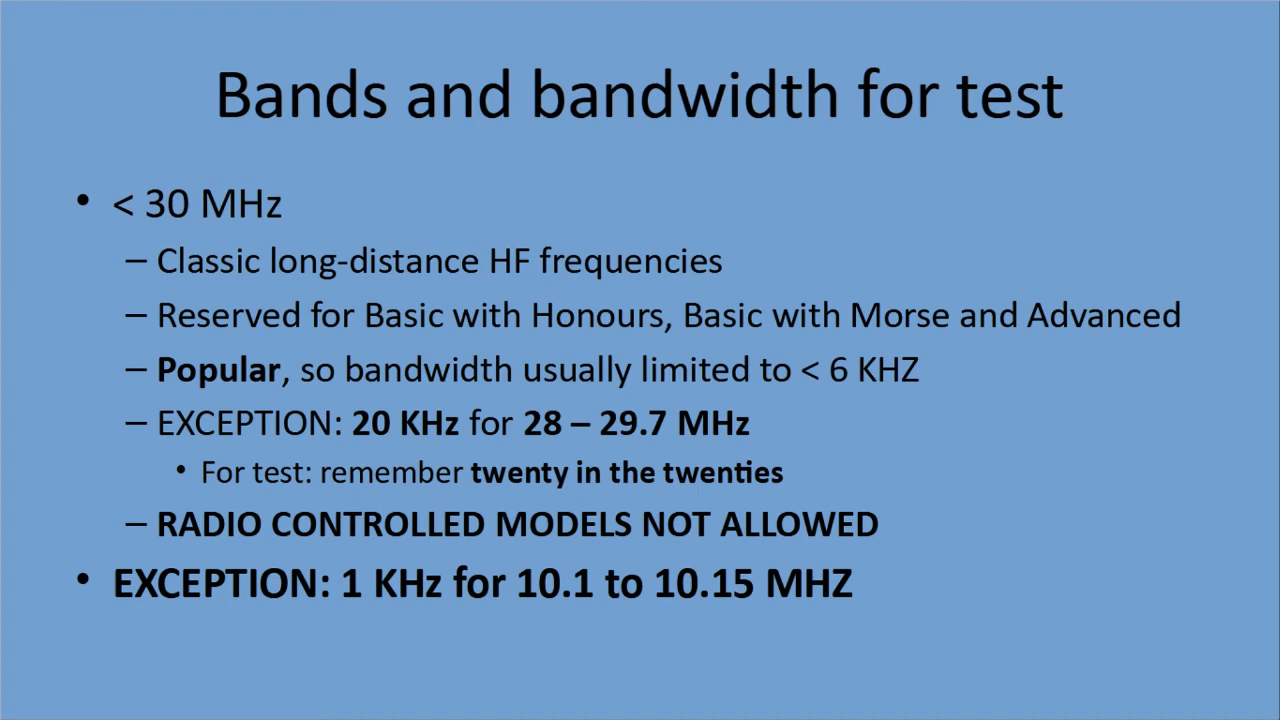 Bands and bandwidth for test
• < 30 MHz
– Classic long-distance HF frequencies
– Reserved for Basic with Honours, Basic with Morse and Advanced
– Popular, so bandwidth usually limited to < 6 KHZ
– EXCEPTION: 20 KHz for 28 – 29.7 MHz
• For test: remember twenty in the twenties
– RADIO CONTROLLED MODELS NOT ALLOWED
• EXCEPTION: 1 KHz for 10.1 to 10.15 MHZ